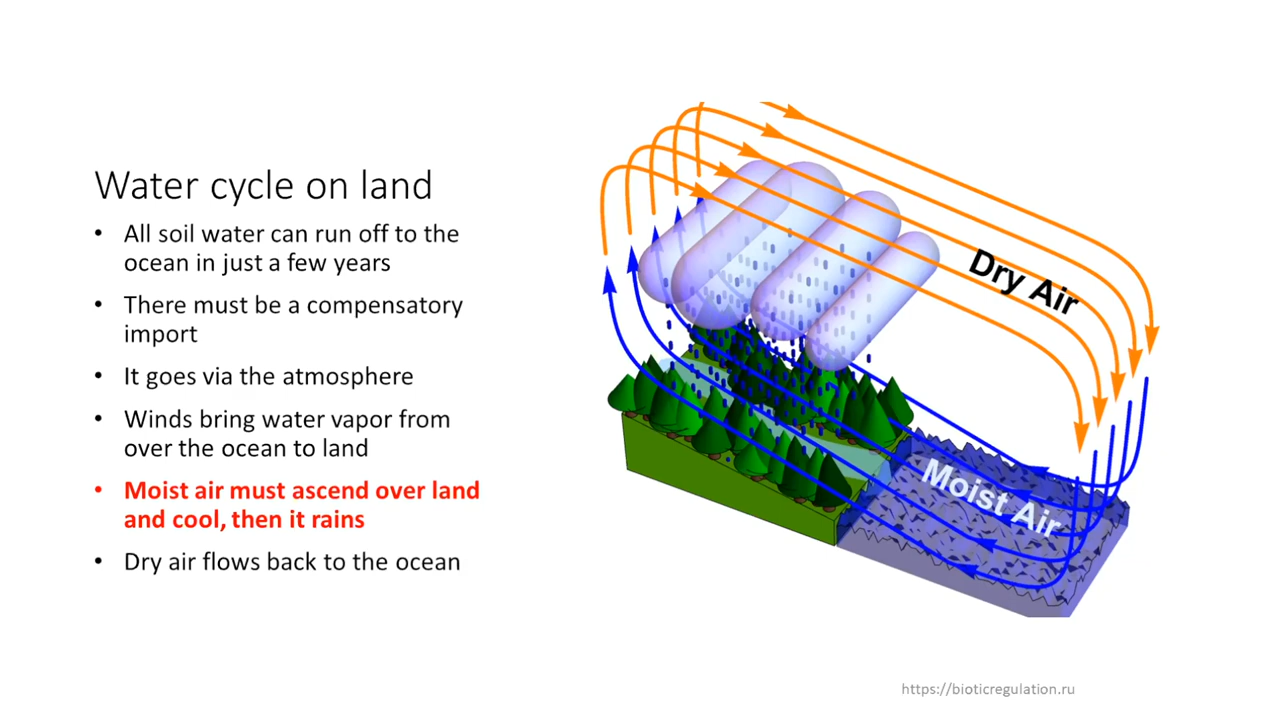 Water cycle on land
• All soil water can run off to the
ocean in just a few years
• There must be a compensatory
import
• It goes via the atmosphere
• Winds bring water vapor from
over the ocean to land
• Moist air must ascend over land
and cool, then it rains
• Dry air flows back to the ocean
Dry Air
Moist Air
https://bioticregulation.ru